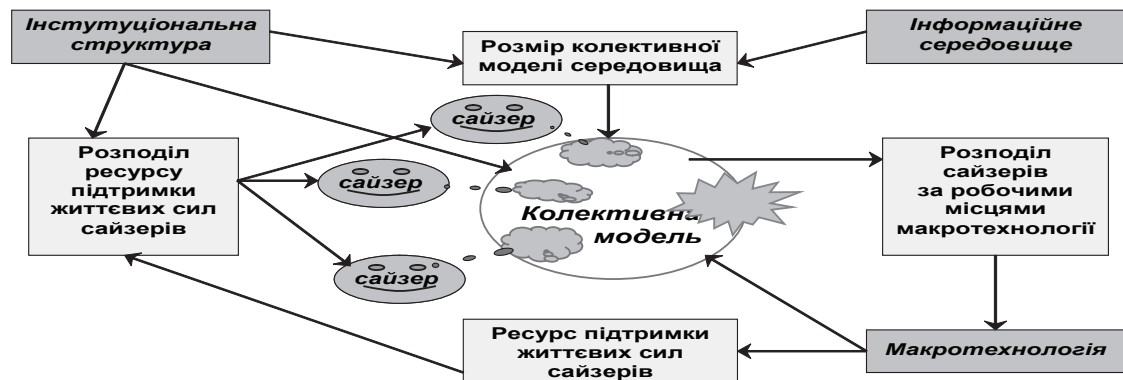 Інстутуціональна
структура
Розмір колективної
моделі середовища
Інформаційне
середовище
сайзер
Розподіл
ресурсу
підтримки
життєвих сил
сайзерів
сайзер
Колективна
модель
сайзер
Розподіл
сайзерів
за робочими
місцями
макротехнології
Ресурс підтримки
життєвих сил
сайзерів
Макротехнологія